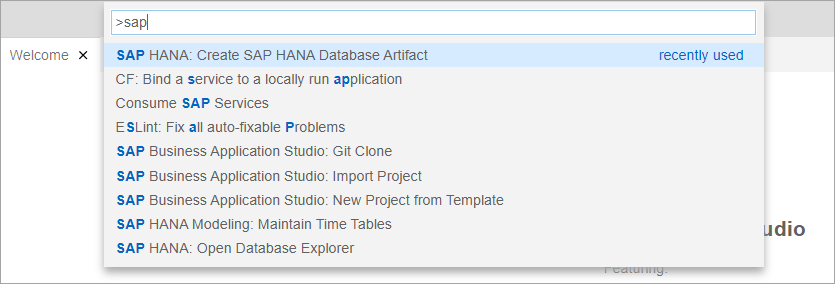 >sap
Welcome ×
SAP HANA: Create SAP HANA Database Artifact recently used
CF: Bind a service to a locally run application
Consume SAP Services
ESLint: Fix all auto-fixable Problems
SAP Business Application Studio: Git Clone
SAP Business Application Studio: Import Project
SAP Business Application Studio: New Project from Template
SAP HANA Modeling: Maintain Time Tables
udio
SAP HANA: Open Database Explorer
Featuring: